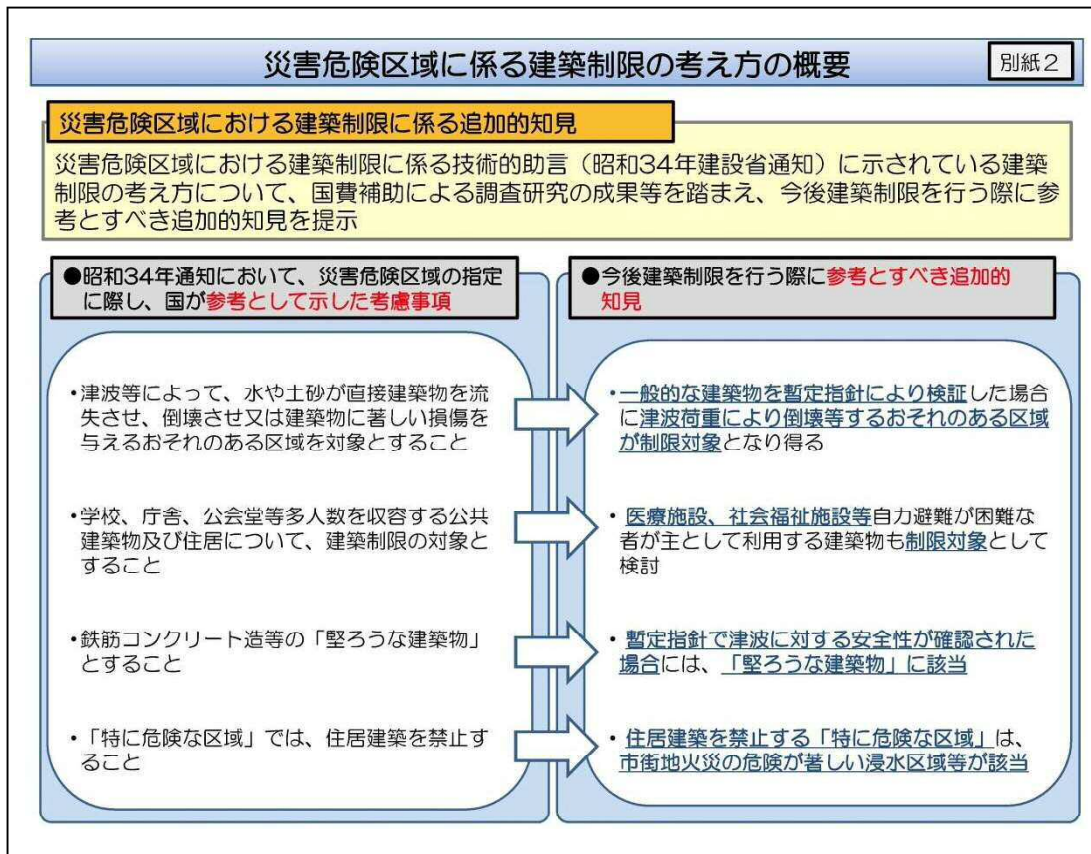 災害危険区域に係る建築制限の考え方の概要
別紙2
災害危険区域における建築制限に係る追加的知見
災害危険区域における建築制限に係る技術的助言（昭和34年建設省通知）に示されている建築
制限の考え方について、国費補助による調査研究の成果等を踏まえ、今後建築制限を行う際に参
考とすべき追加的知見を提示
●昭和34年通知において、災害危険区域の指定
に際し、国が参考として示した考慮事項
・津波等によって、水や土砂が直接建築物を流
失させ、倒壊させ又は建築物に著しい損傷を
与えるおそれのある区域を対象とすること
・学校、庁舎、公会堂等多人数を収容する公共
建築物及び住居について、建築制限の対象と
すること
・鉄筋コンクリート造等の「堅ろうな建築物」
とすること
・「特に危険な区域」では、住居建築を禁止す
ること
●今後建築制限を行う際に参考とすべき追加的
知見
・一般的な建築物を暫定指針により検証した場合
に津波荷重により倒壊等するおそれのある区域
が制限対象となり得る
・医療施設、社会福祉施設等自力避難が困難な
者が主として利用する建築物も制限対象として
検討
・暫定指針で津波に対する安全性が確認された
場合には、「堅ろうな建築物」に該当
・住居建築を禁止する「特に危険な区域」は、
市街地火災の危険が著しい浸水区域等が該当